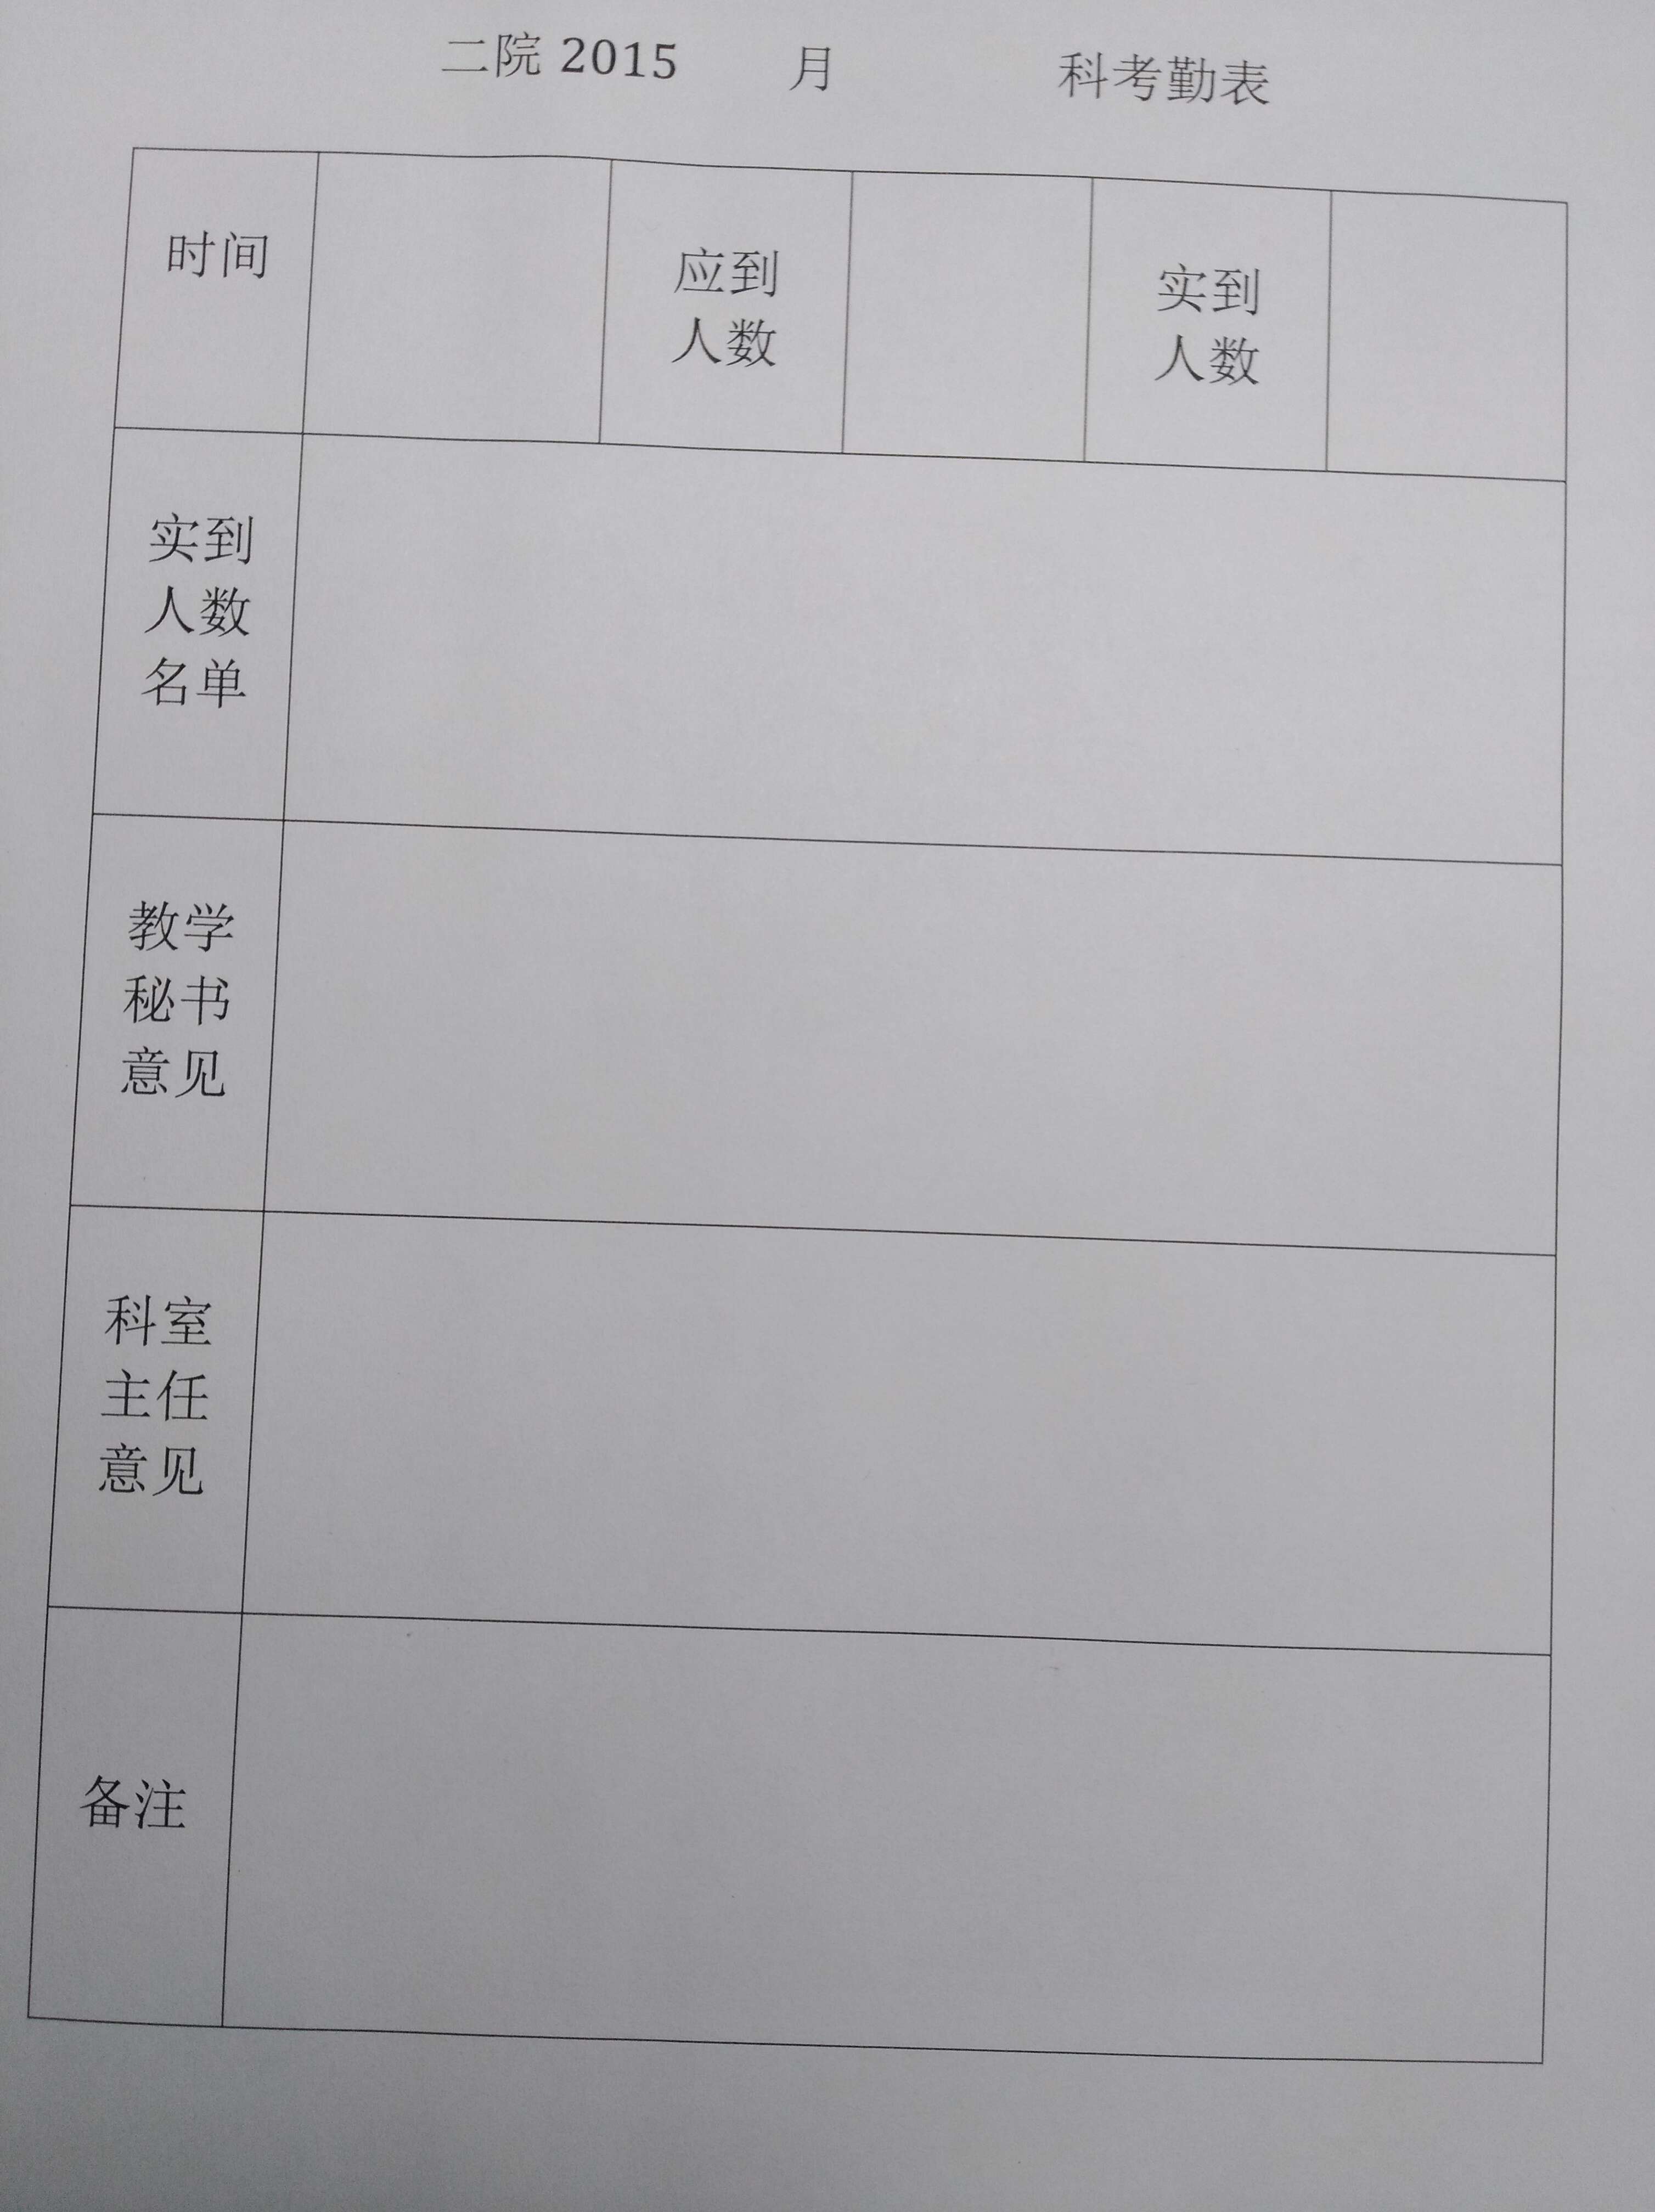 二院 2015 月 科考勤表
时间
应到
人数
实到
人数
实到
人数
名单
教学
秘书
意见
科室
主任
意见
备注